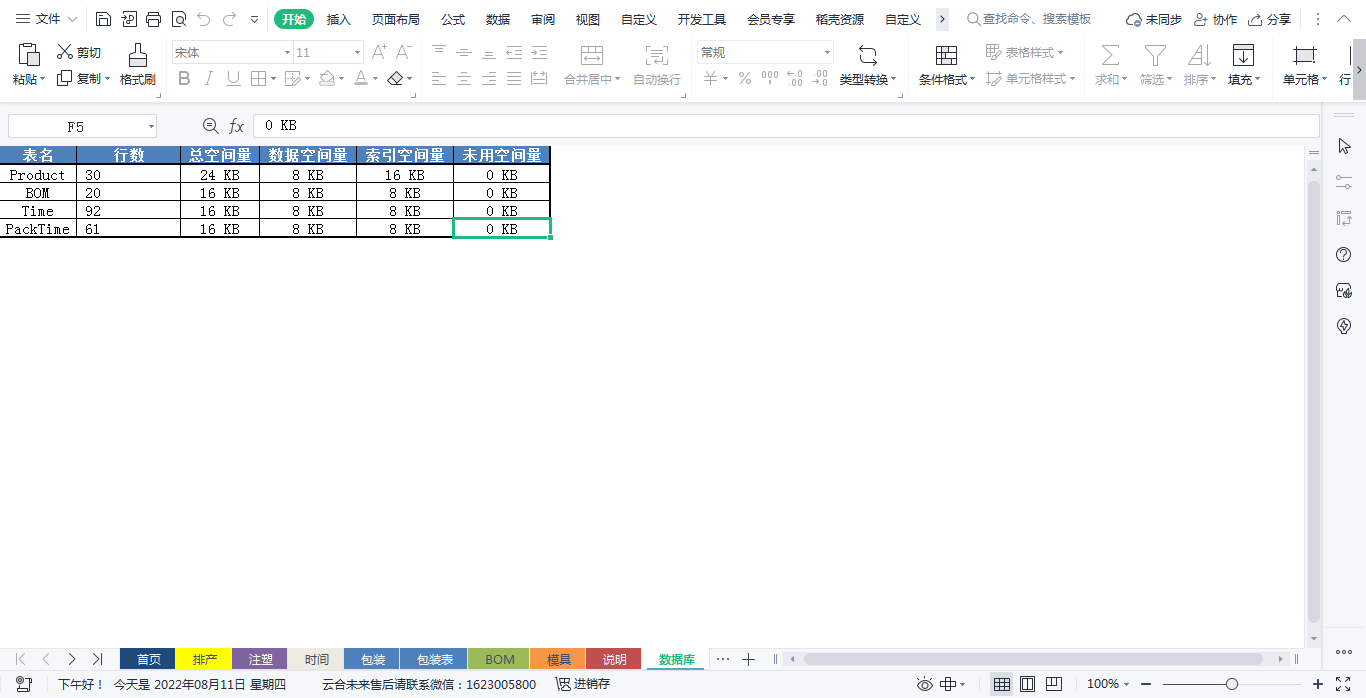 文件 开始 插入 页面布局 公式 数据 审阅 视图 自定义 开发工具 会员专享 稻壳资源 自定义 查找命令、搜索模板 未同步 协作 分享
剪切 宋体 11 A+ A- 常规 表格样式
粘贴 复制 格式刷 B I U A 合并居中 自动换行 ¥ % 000 类型转换 条件格式 单元格样式 求和 筛选 排序 填充 单元格 行
F5 fx 0 KB
表名 行数 总空间量 数据空间量 索引空间量 未用空间量
Product 30 24 KB 8 KB 16 KB 0 KB
BOM 20 16 KB 8 KB 8 KB 0 KB
Time 92 16 KB 8 KB 8 KB 0 KB
PackTime 61 16 KB 8 KB 8 KB 0 KB
首页 排产 注塑 时间 包装 包装表 BOM 模具 说明 数据库
下午好！ 今天是 2022年08月11日 星期四 云合未来售后请联系微信：1623005800 进销存 100%